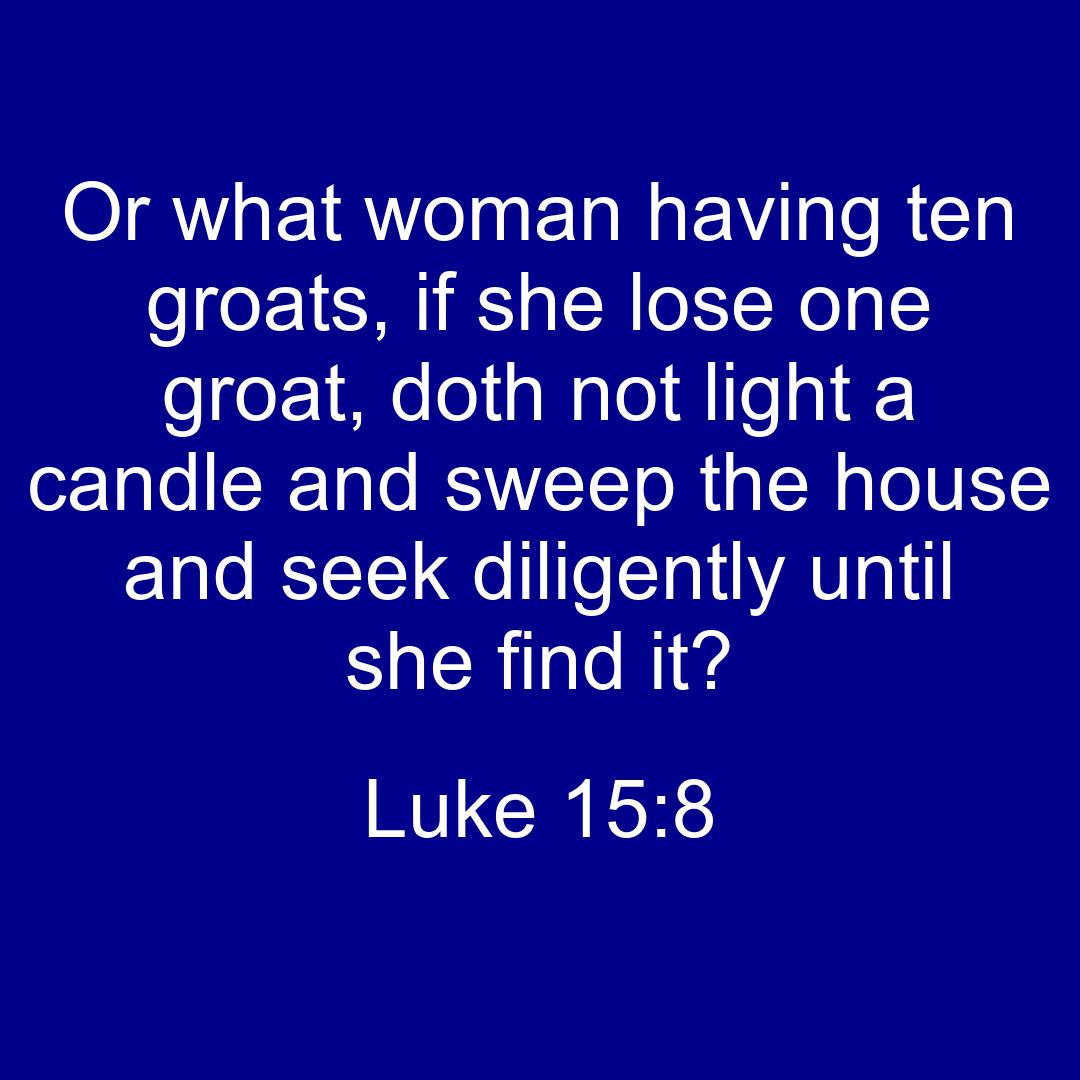 Or what woman having ten
groats, if she lose one
groat, doth not light a
candle and sweep the house
and seek diligently until
she find it?
Luke 15:8